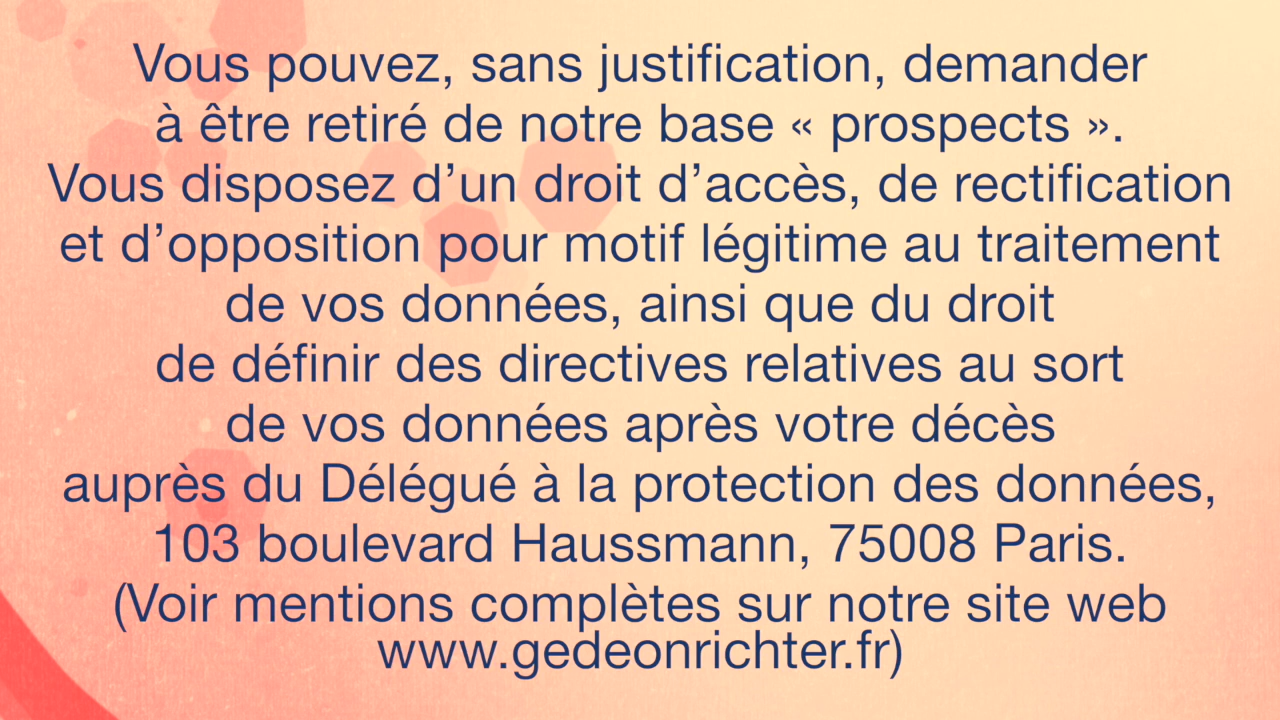 Vous pouvez, sans justification, demander
à être retiré de notre base « prospects ».
Vous disposez d’un droit d’accès, de rectification
et d’opposition pour motif légitime au traitement
de vos données, ainsi que du droit
de définir des directives relatives au sort
de vos données après votre décès
auprès du Délégué à la protection des données,
103 boulevard Haussmann, 75008 Paris.
(Voir mentions complètes sur notre site web
www.gedeonrichter.fr)